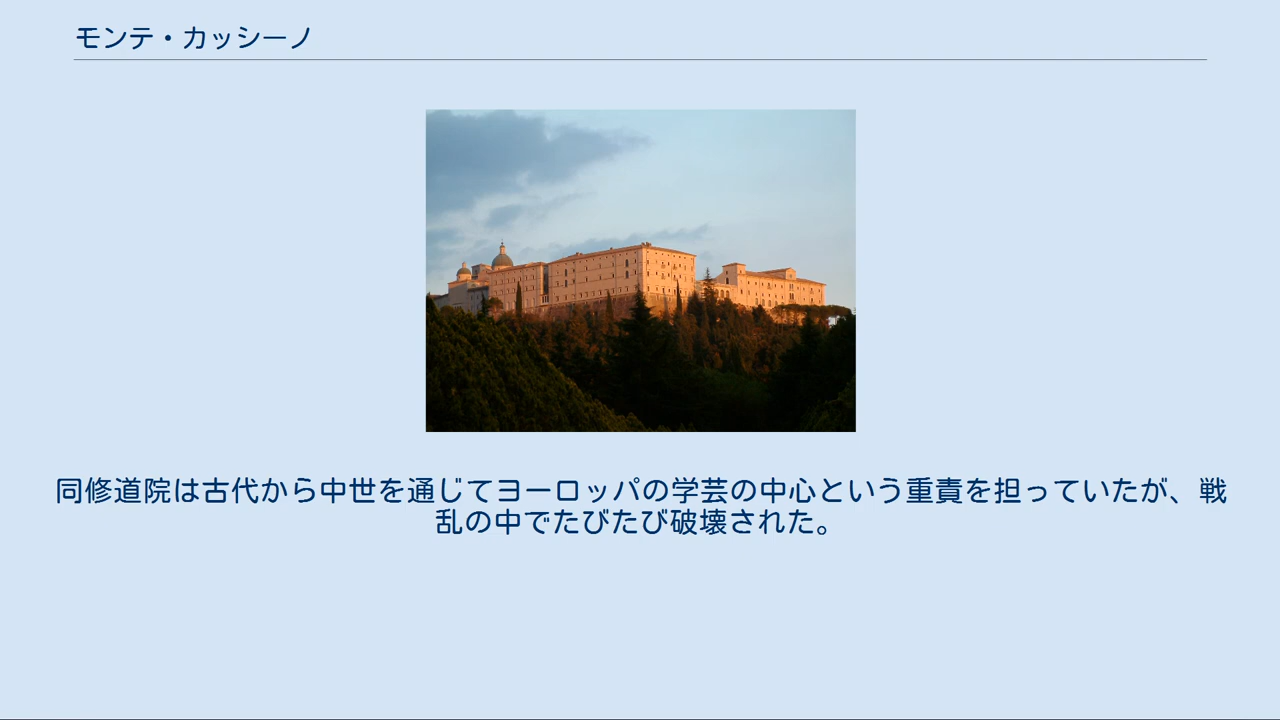 モンテ・カッシーノ
同修道院は古代から中世を通じてヨーロッパの学芸の中心という重責を担っていたが、戦
乱の中でたびたび破壊された。